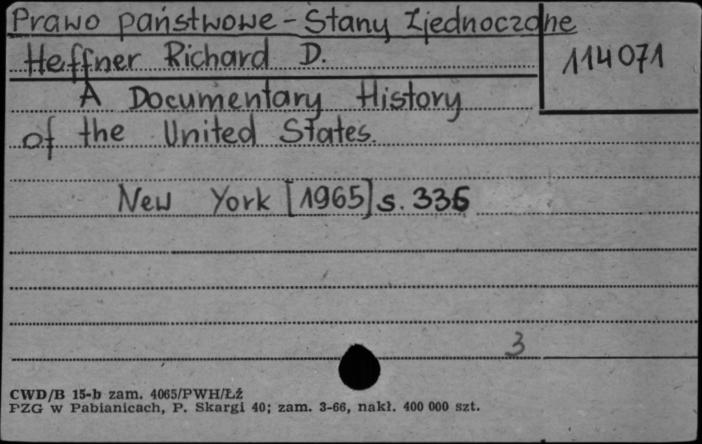 Prawo państwowe - Stany Zjednoczone
Heffner Richard D.
114071
A Documentary History
of the United States.
New York [1965] s. 336
3
CWD/B 15-b zam. 4065/PWH/Łź
PZG w Pabianicach, P. Skargi 40; zam. 3-66, nakł. 400 000 szt.